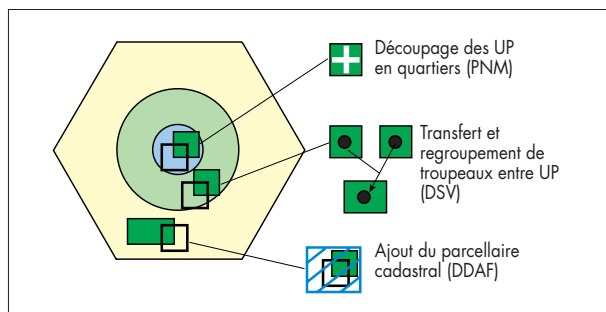 Découpage des UP
en quartiers (PNM)
Transfert et
regroupement de
troupeaux entre UP
(DSV)
Ajout du parcellaire
cadastral (DDAF)